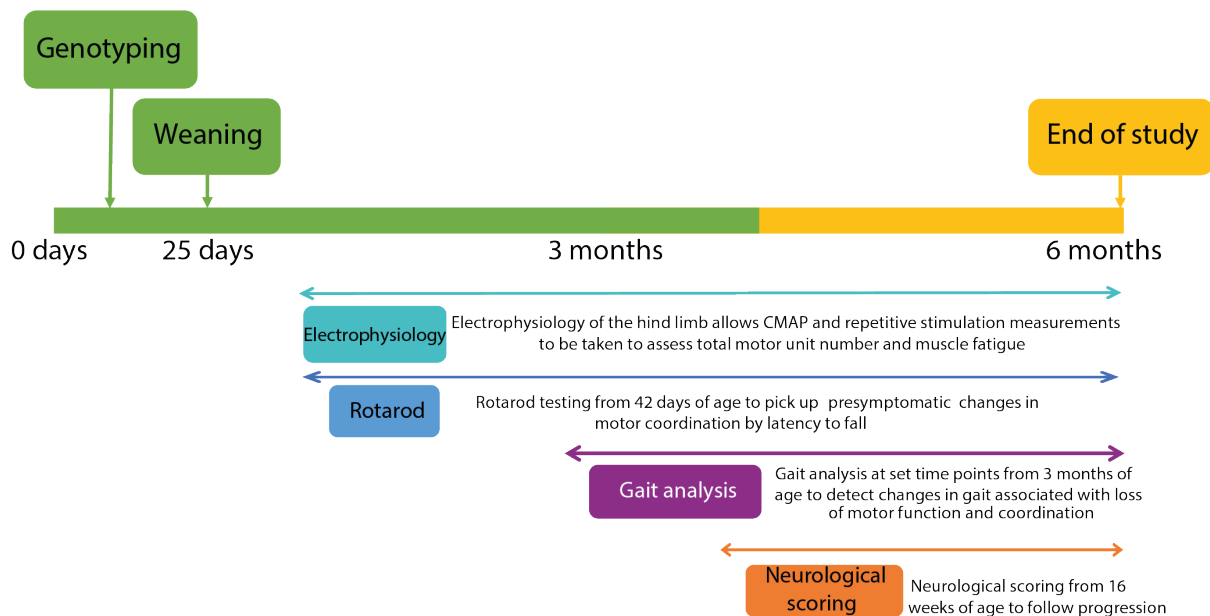 Genotyping
Weaning
End of study
0 days
25 days
3 months
6 months
Electrophysiology
Electrophysiology of the hind limb allows CMAP and repetitive stimulation measurements
to be taken to assess total motor unit number and muscle fatigue
Rotarod
Rotarod testing from 42 days of age to pick up presymptomatic changes in
motor coordination by latency to fall
Gait analysis
Gait analysis at set time points from 3 months of
age to detect changes in gait associated with loss
of motor function and coordination
Neurological
scoring
Neurological scoring from 16
weeks of age to follow progression